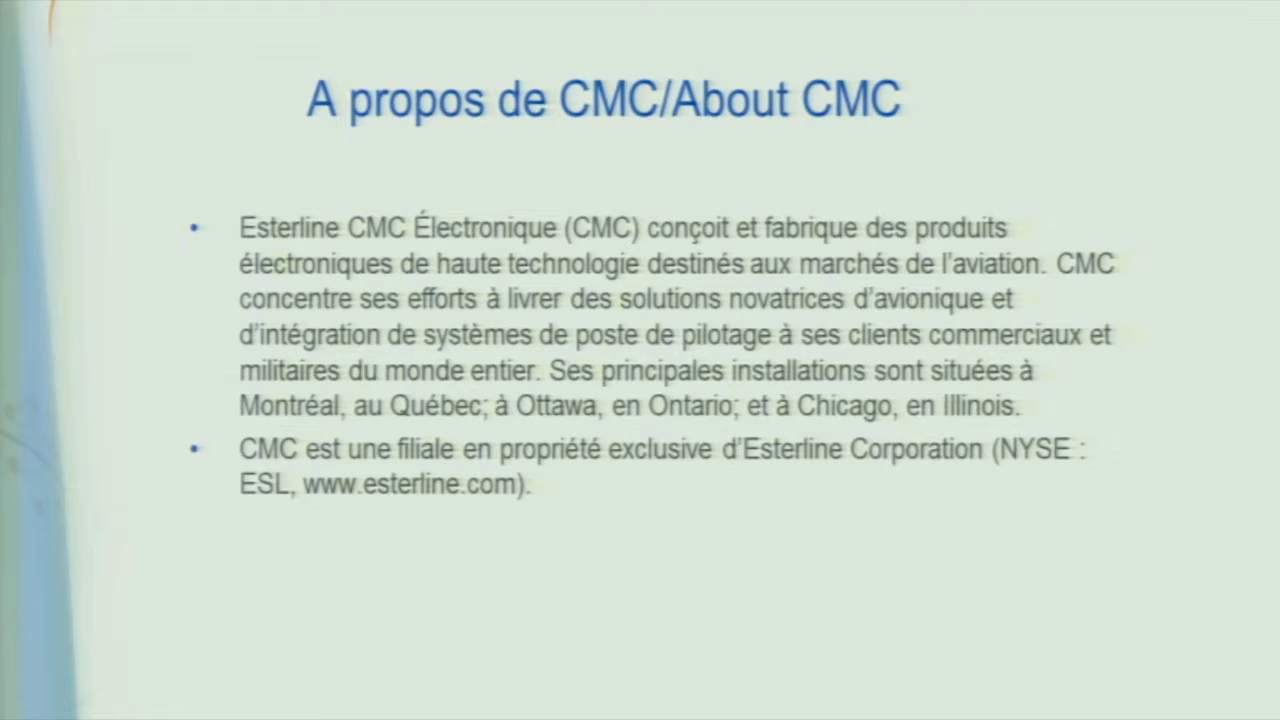 A propos de CMC/About CMC
• Esterline CMC Électronique (CMC) conçoit et fabrique des produits
électroniques de haute technologie destinés aux marchés de l’aviation. CMC
concentre ses efforts à livrer des solutions novatrices d’avionique et
d’intégration de systèmes de poste de pilotage à ses clients commerciaux et
militaires du monde entier. Ses principales installations sont situées à
Montréal, au Québec; à Ottawa, en Ontario; et à Chicago, en Illinois.
• CMC est une filiale en propriété exclusive d’Esterline Corporation (NYSE :
ESL, www.esterline.com).